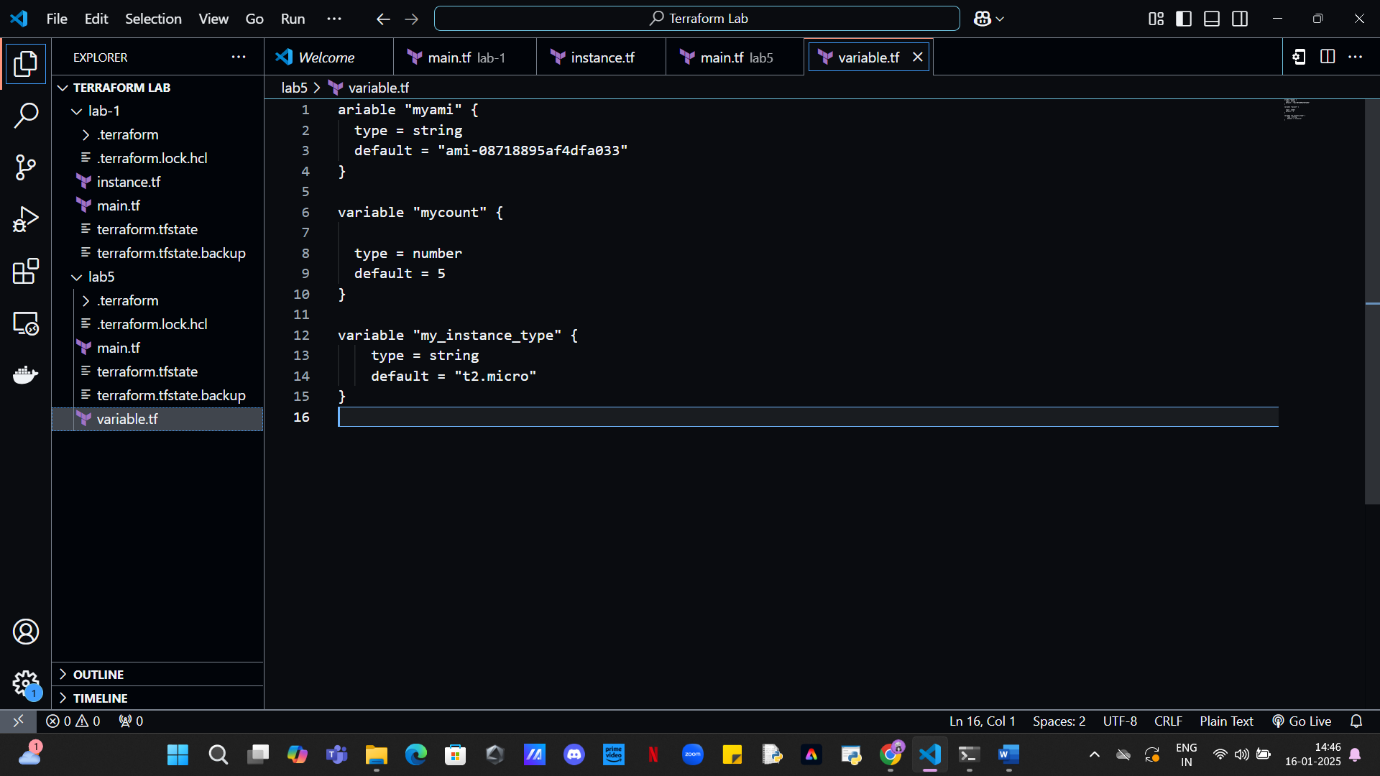 File Edit Selection View Go Run ··· Terraform Lab
EXPLORER ···
Welcome main.tf lab-1 instance.tf main.tf lab5 variable.tf
TERRAFORM LAB
lab-1
.terraform
.terraform.lock.hcl
instance.tf
main.tf
terraform.tfstate
terraform.tfstate.backup
lab5
.terraform
.terraform.lock.hcl
main.tf
terraform.tfstate
terraform.tfstate.backup
variable.tf
OUTLINE
TIMELINE
lab5 > variable.tf
1 ariable "myami" {
2 type = string
3 default = "ami-08718895af4dfa033"
4 }
5
6 variable "mycount" {
7
8 type = number
9 default = 5
10 }
11
12 variable "my_instance_type" {
13 type = string
14 default = "t2.micro"
15 }
16
1
0 0 0 Ln 16, Col 1 Spaces: 2 UTF-8 CRLF Plain Text Go Live
1
prime video
N
zoom
ENG
IN
14:46
16-01-2025